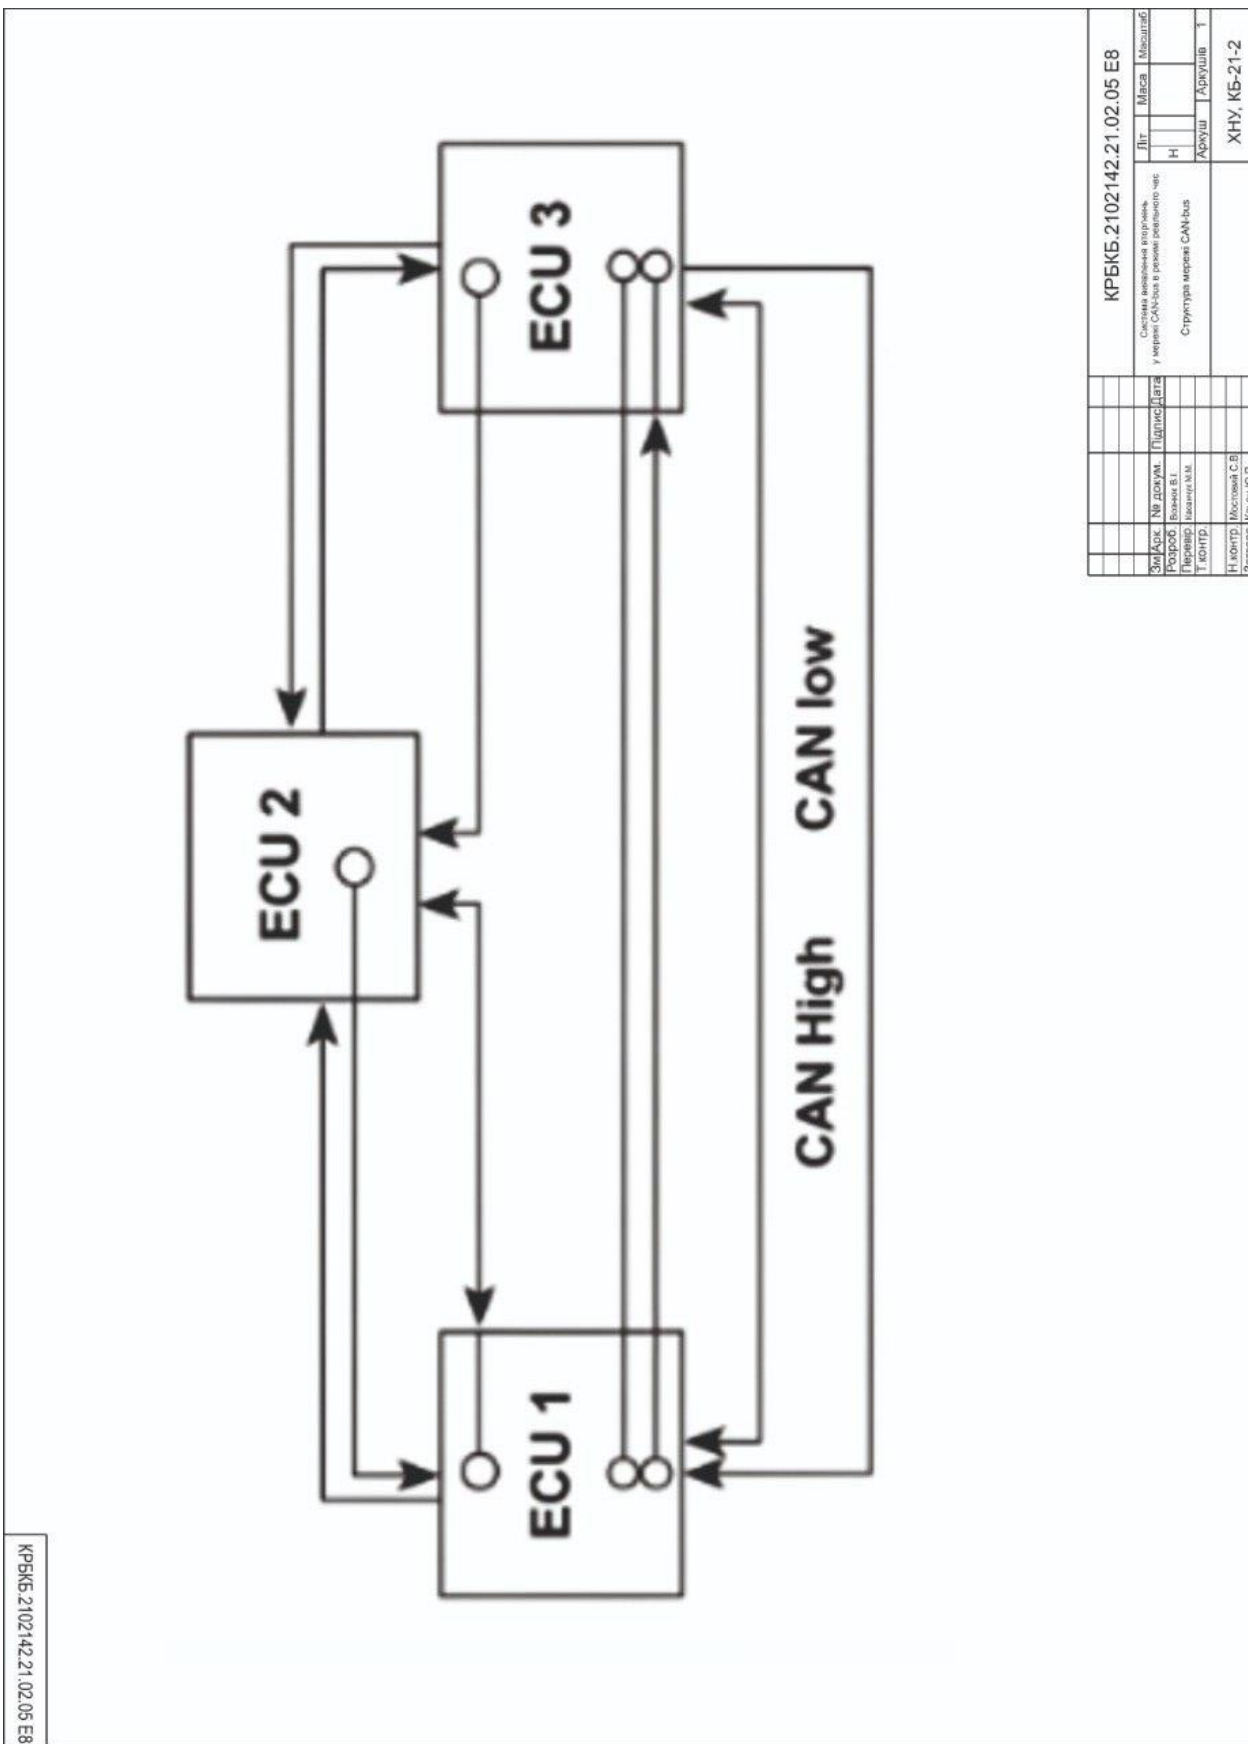 КРБКБ.2102142.21.02.05 Е8
ECU 1
ECU 2
ECU 3
CAN High
CAN low
КРБКБ.2102142.21.02.05 Е8
Система виявлення вторгнень
у мережі CAN-bus в режимі реального час
Структура мережі CAN-bus
Літ Маса Масштаб
Н
Аркуш Аркушів 1
ХНУ, КБ-21-2
Зм Арк. № докум. Підпис Дата
Розроб.
Перевір. М.М.
Т.контр.
Н.контр. Мостовий С.В